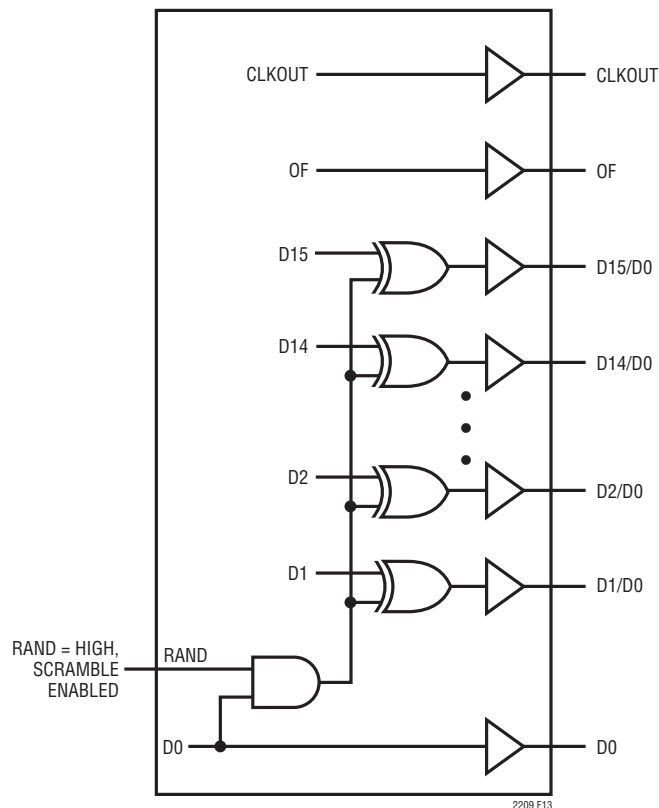 CLKOUT
CLKOUT
OF
OF
D15
D15/D0
D14
D14/D0
D2
D2/D0
D1
D1/D0
RAND = HIGH,
SCRAMBLE
ENABLED
RAND
D0
D0
2209 F13